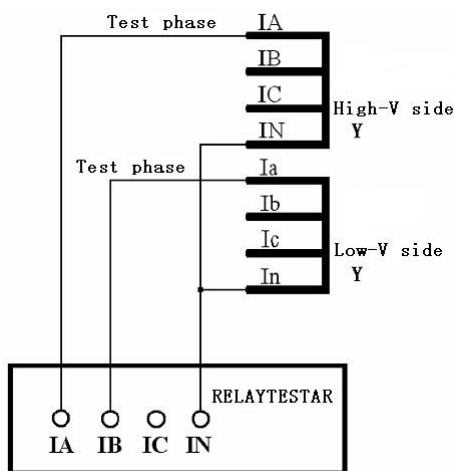 Test phase IA
IB
IC
High-V side
IN
Y
Test phase Ia
Ib
Ic
Low-V side
In
Y
RELAYTESTAR
IA IB IC IN